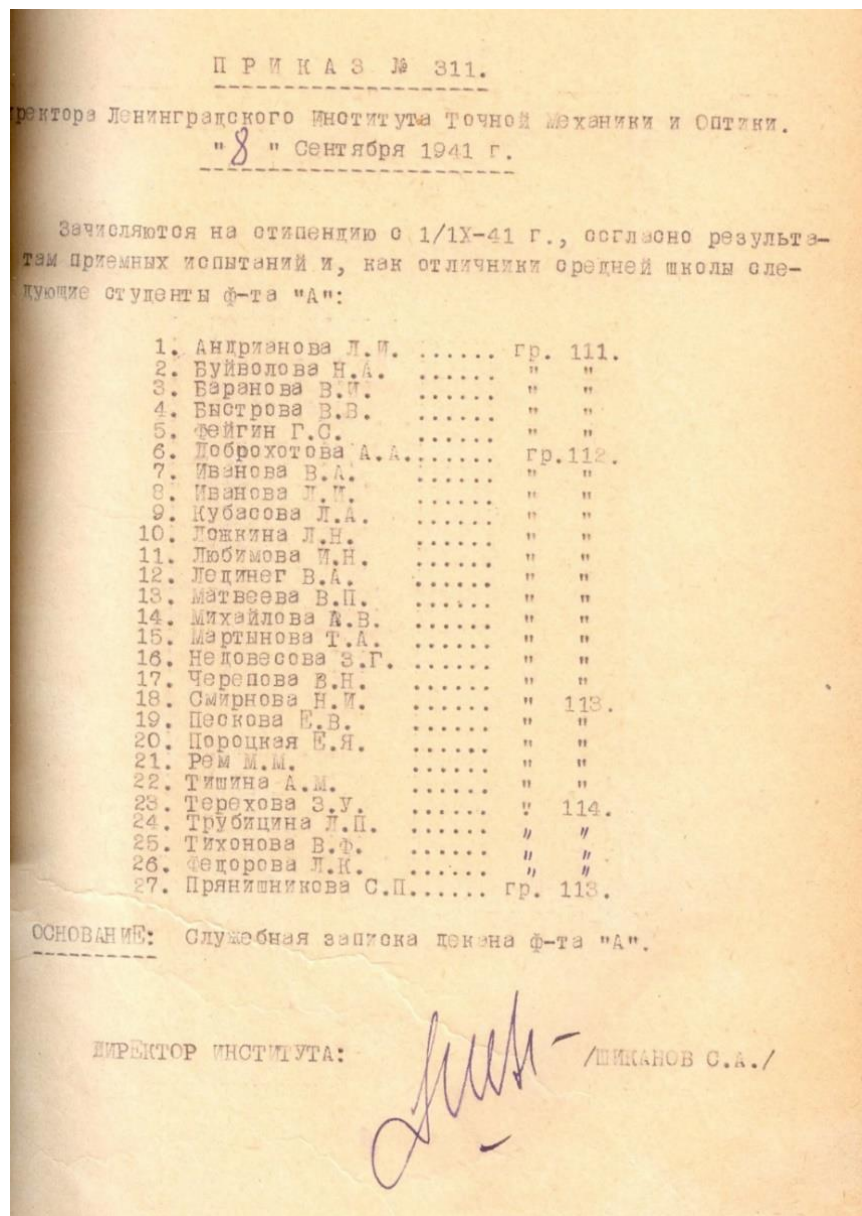 ПРИКАЗ № 311.
ректора Ленинградского Института Точной Механики и Оптики.
"8" Сентября 1941 г.
Зачисляются на стипендию с 1/1X-41 г., согласно результа-
там приемных испытаний и, как отличники средней школы сле-
дующие студенты ф-та "А":
1. Андрианова Л.И. ...... гр. 111.
2. Буйволова Н.А. ...... " "
3. Баранова В.И. ...... " "
4. Быстрова В.В. ...... " "
5. Фейгин Г.С. ...... " "
6. Доброхотова А.А....... гр.112.
7. Иванова В.А. ...... " "
8. Иванова Л.И. ...... " "
9. Кубасова Л.А. ...... " "
10. Ложкина Л.Н. ...... " "
11. Любимова И.Н. ...... " "
12. Лединег В.А. ...... " "
13. Матвеева В.П. ...... " "
14. Михайлова А.В. ...... " "
15. Мартынова Т.А. ...... " "
16. Недовесова З.Г. ...... " "
17. Черепова В.Н. ...... " "
18. Смирнова Н.И. ...... " 113.
19. Пескова Е.В. ...... " "
20. Пороцкая Е.Я. ...... " "
21. Рем М.М. ...... " "
22. Тишина А.М. ...... " "
23. Терехова З.У. ...... " 114.
24. Трубицина Л.П. ...... " "
25. Тихонова В.Ф. ...... " "
26. Федорова Л.К. ...... " "
27. Прянишникова С.П...... гр. 113.
ОСНОВАНИЕ: Служебная записка декана ф-та "А".
ДИРЕКТОР ИНСТИТУТА: /ШИКАНОВ С.А./